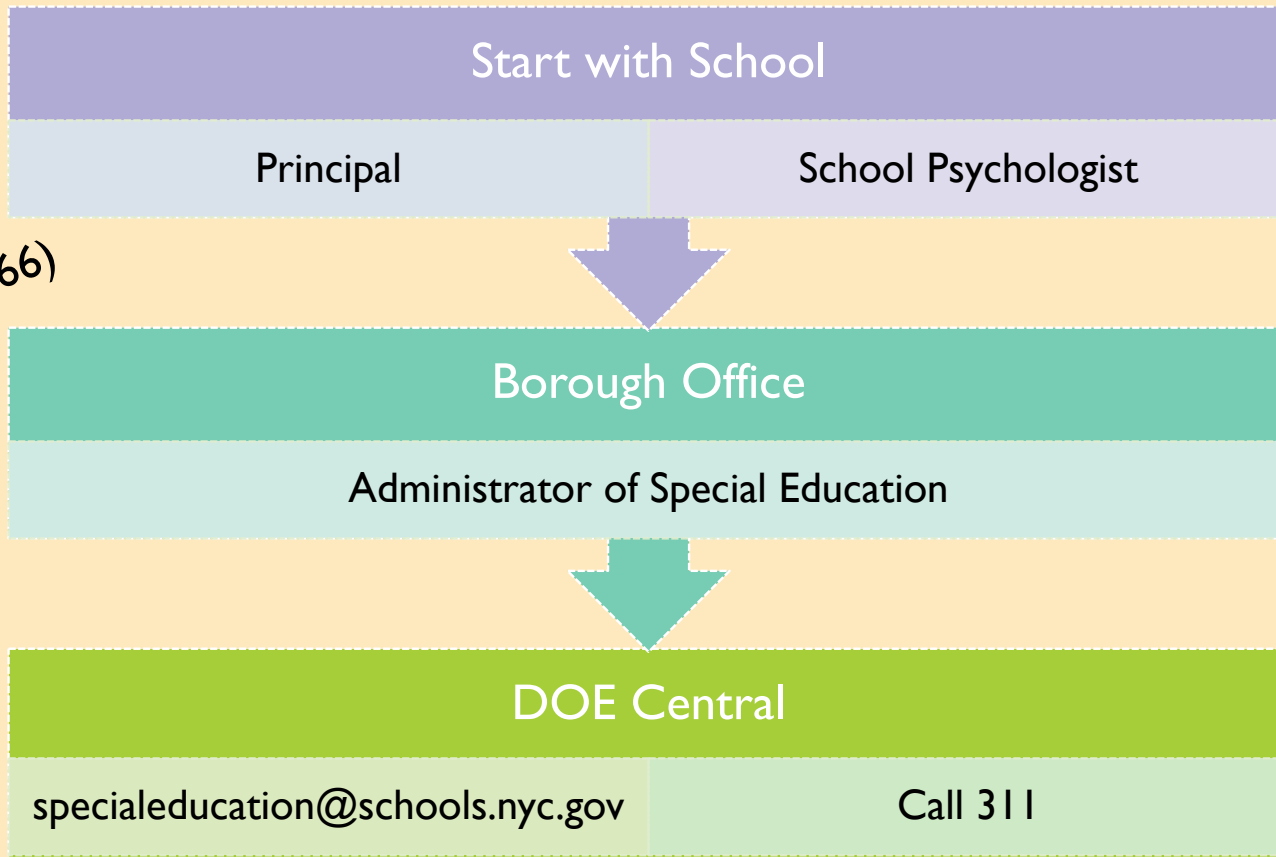 Start with School
Principal
School Psychologist
66)
Borough Office
Administrator of Special Education
DOE Central
specialeducation@schools.nyc.gov
Call 311